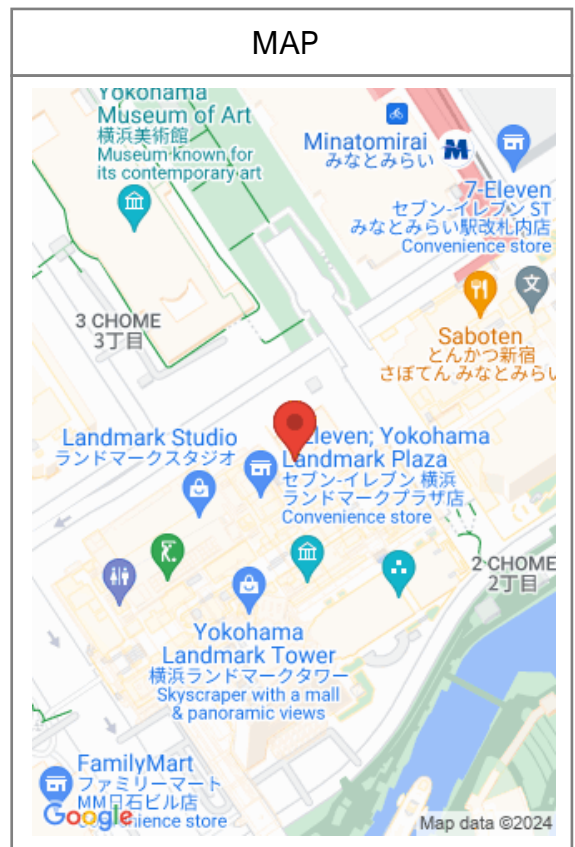 MAP
Yokohama
Museum of Art
横浜美術館
Museum known for
its contemporary art
Minatomirai
みなとみらい
7-Eleven
セブン-イレブン ST
みなとみらい駅改札内店
Convenience store
3 CHOME
3丁目
Saboten
とんかつ新宿
さぼてん みなとみらい
Landmark Studio
ランドマークスタジオ
Eleven; Yokohama
Landmark Plaza
セブン-イレブン 横浜
ランドマークプラザ店
Convenience store
2 CHOME
2丁目
Yokohama
Landmark Tower
横浜ランドマークタワー
Skyscraper with a mall
& panoramic views
FamilyMart
ファミリーマート
MM日石ビル店
Convenience store
Google
Map data ©2024